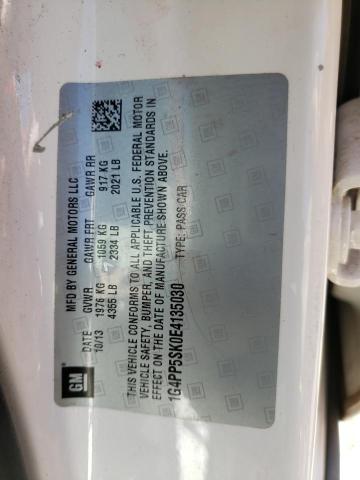 GM
MFD BY GENERAL MOTORS LLC
DATE GVWR GAWR FRT GAWR RR
10/13 1976 KG 1059 KG 917 KG
4355 LB 2334 LB 2021 LB
THIS VEHICLE CONFORMS TO ALL APPLICABLE U.S. FEDERAL MOTOR
VEHICLE SAFETY, BUMPER, AND THEFT PREVENTION STANDARDS IN
EFFECT ON THE DATE OF MANUFACTURE SHOWN ABOVE.
1G4PP5SK0E4135030 TYPE: PASS CAR